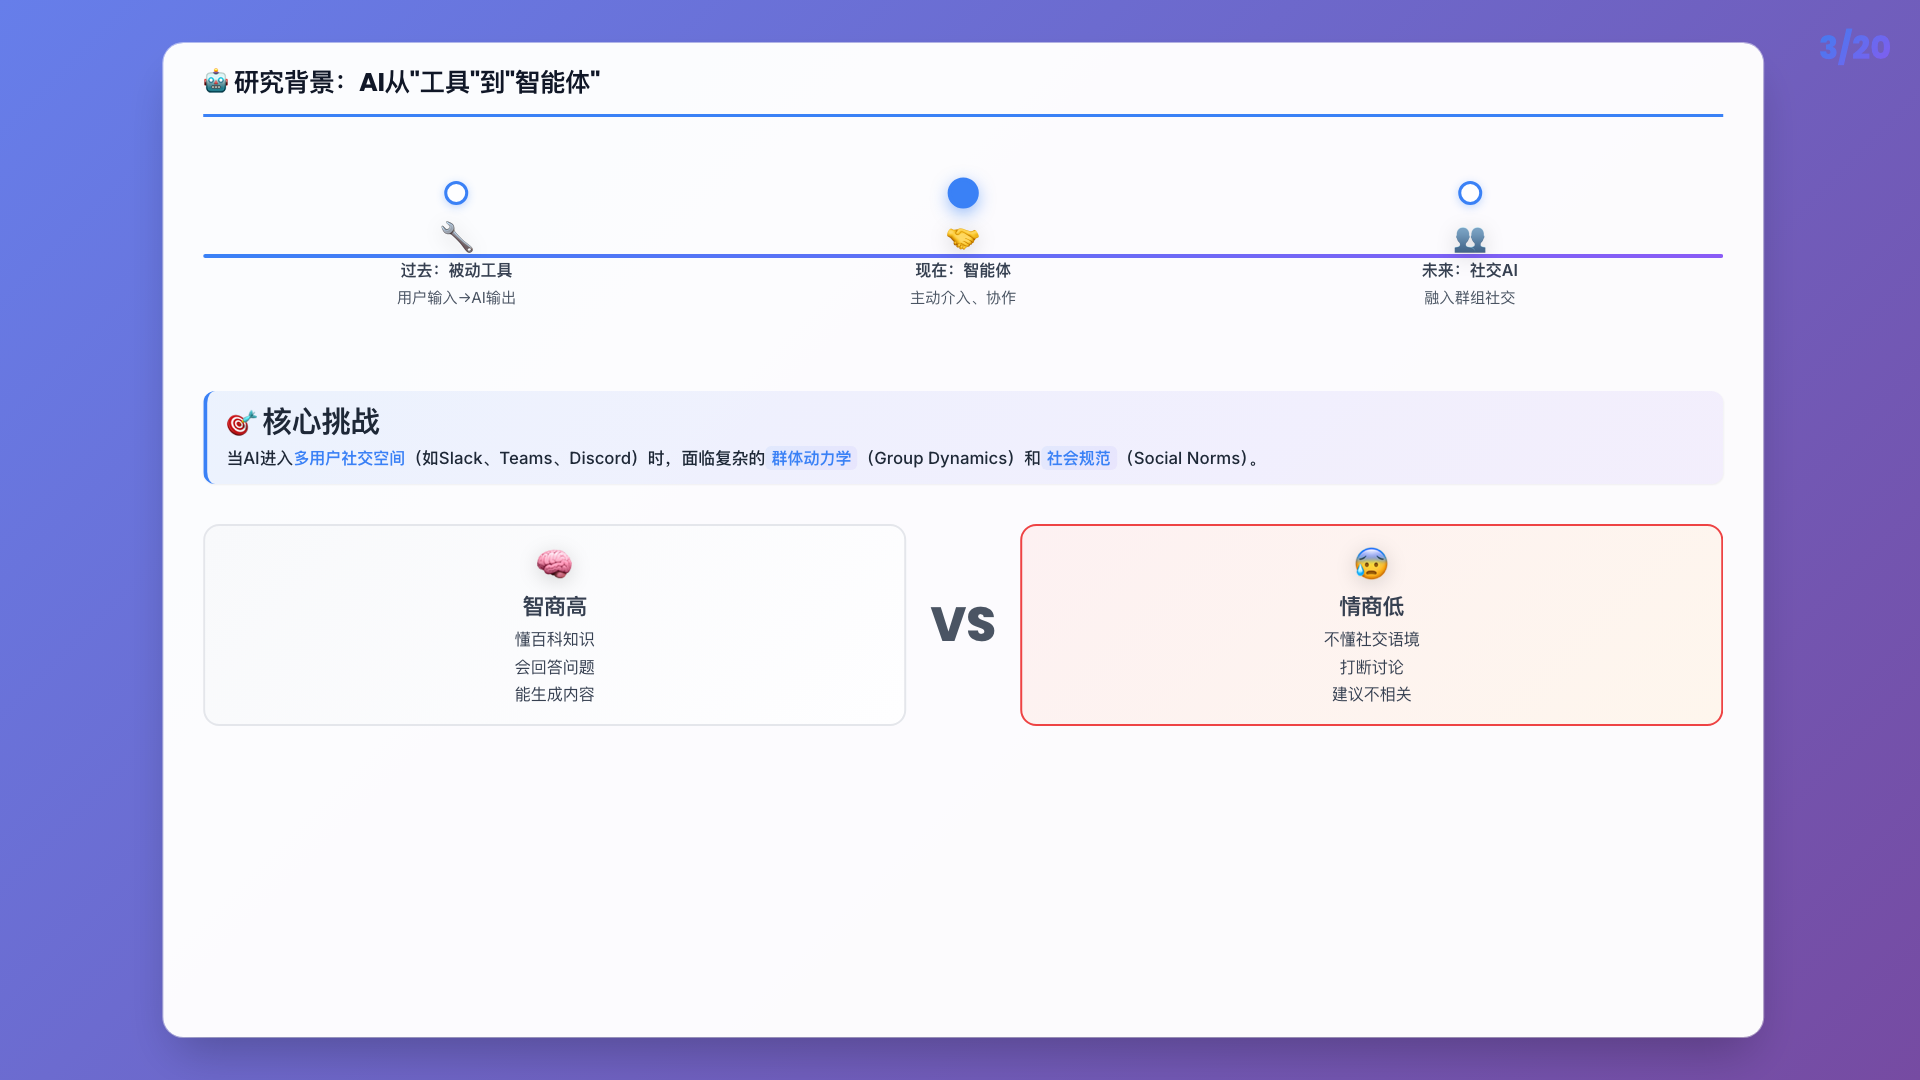 3/20
研究背景：AI从"工具"到"智能体"
过去：被动工具
用户输入→AI输出
现在：智能体
主动介入、协作
未来：社交AI
融入群组社交
核心挑战
当AI进入多用户社交空间（如Slack、Teams、Discord）时，面临复杂的 群体动力学 （Group Dynamics）和 社会规范 （Social Norms）。
智商高
懂百科知识
会回答问题
能生成内容
VS
情商低
不懂社交语境
打断讨论
建议不相关